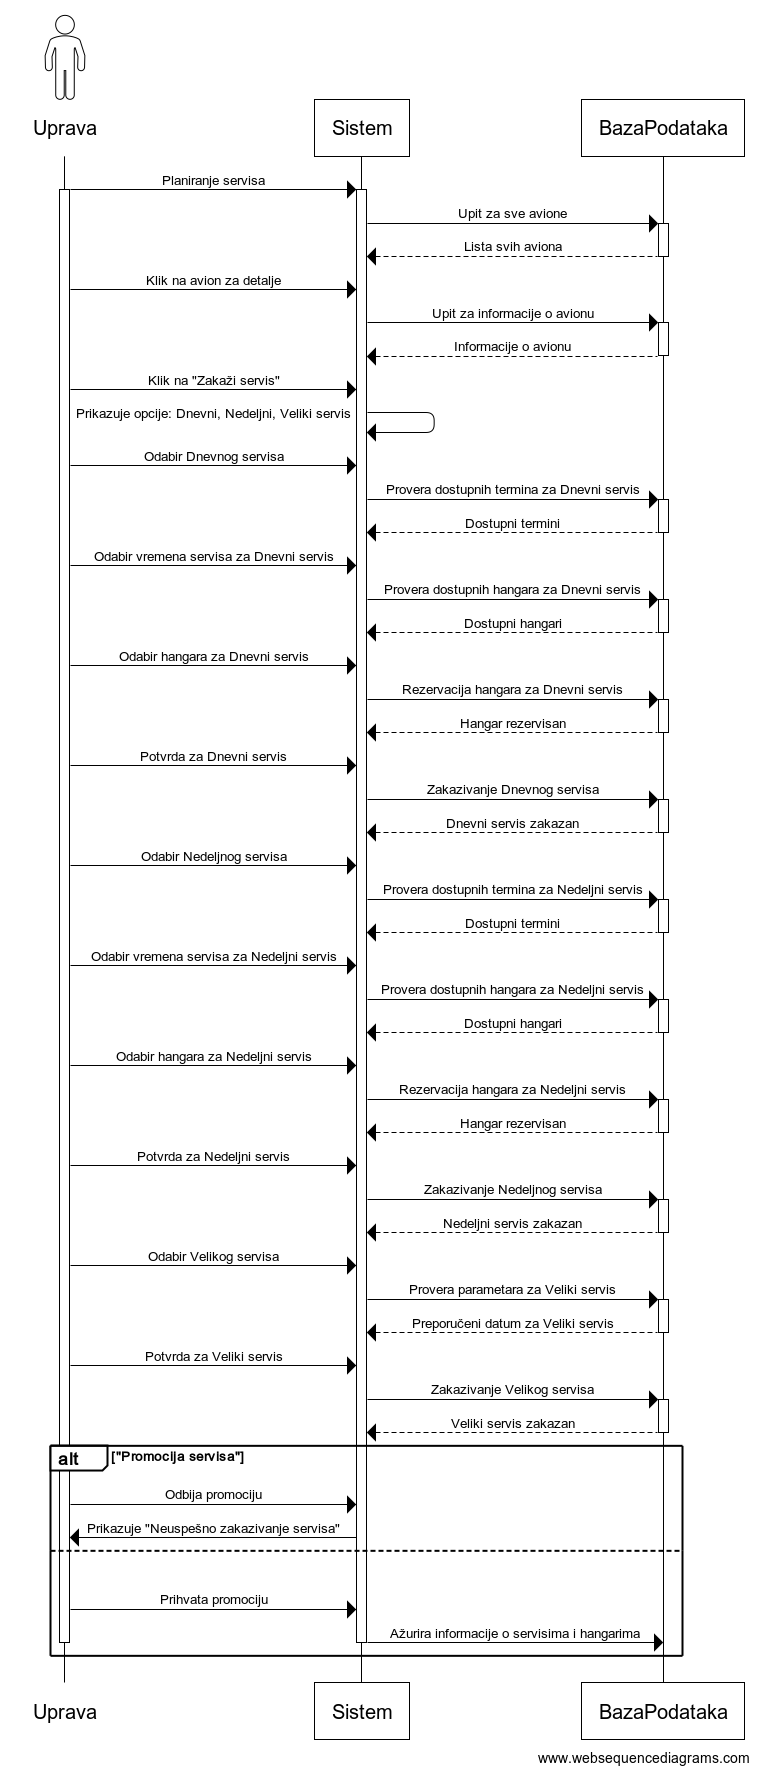 Uprava
Sistem
BazaPodataka
Planiranje servisa
Upit za sve avione
Lista svih aviona
Klik na avion za detalje
Upit za informacije o avionu
Informacije o avionu
Klik na "Zakaži servis"
Prikazuje opcije: Dnevni, Nedeljni, Veliki servis
Odabir Dnevnog servisa
Provera dostupnih termina za Dnevni servis
Dostupni termini
Odabir vremena servisa za Dnevni servis
Provera dostupnih hangara za Dnevni servis
Dostupni hangari
Odabir hangara za Dnevni servis
Rezervacija hangara za Dnevni servis
Hangar rezervisan
Potvrda za Dnevni servis
Zakazivanje Dnevnog servisa
Dnevni servis zakazan
Odabir Nedeljnog servisa
Provera dostupnih termina za Nedeljni servis
Dostupni termini
Odabir vremena servisa za Nedeljni servis
Provera dostupnih hangara za Nedeljni servis
Dostupni hangari
Odabir hangara za Nedeljni servis
Rezervacija hangara za Nedeljni servis
Hangar rezervisan
Potvrda za Nedeljni servis
Zakazivanje Nedeljnog servisa
Nedeljni servis zakazan
Odabir Velikog servisa
Provera parametara za Veliki servis
Preporučeni datum za Veliki servis
Potvrda za Veliki servis
Zakazivanje Velikog servisa
Veliki servis zakazan
alt ["Promocija servisa"]
Odbija promociju
Prikazuje "Neuspešno zakazivanje servisa"
Prihvata promociju
Ažurira informacije o servisima i hangarima
Uprava
Sistem
BazaPodataka
www.websequencediagrams.com